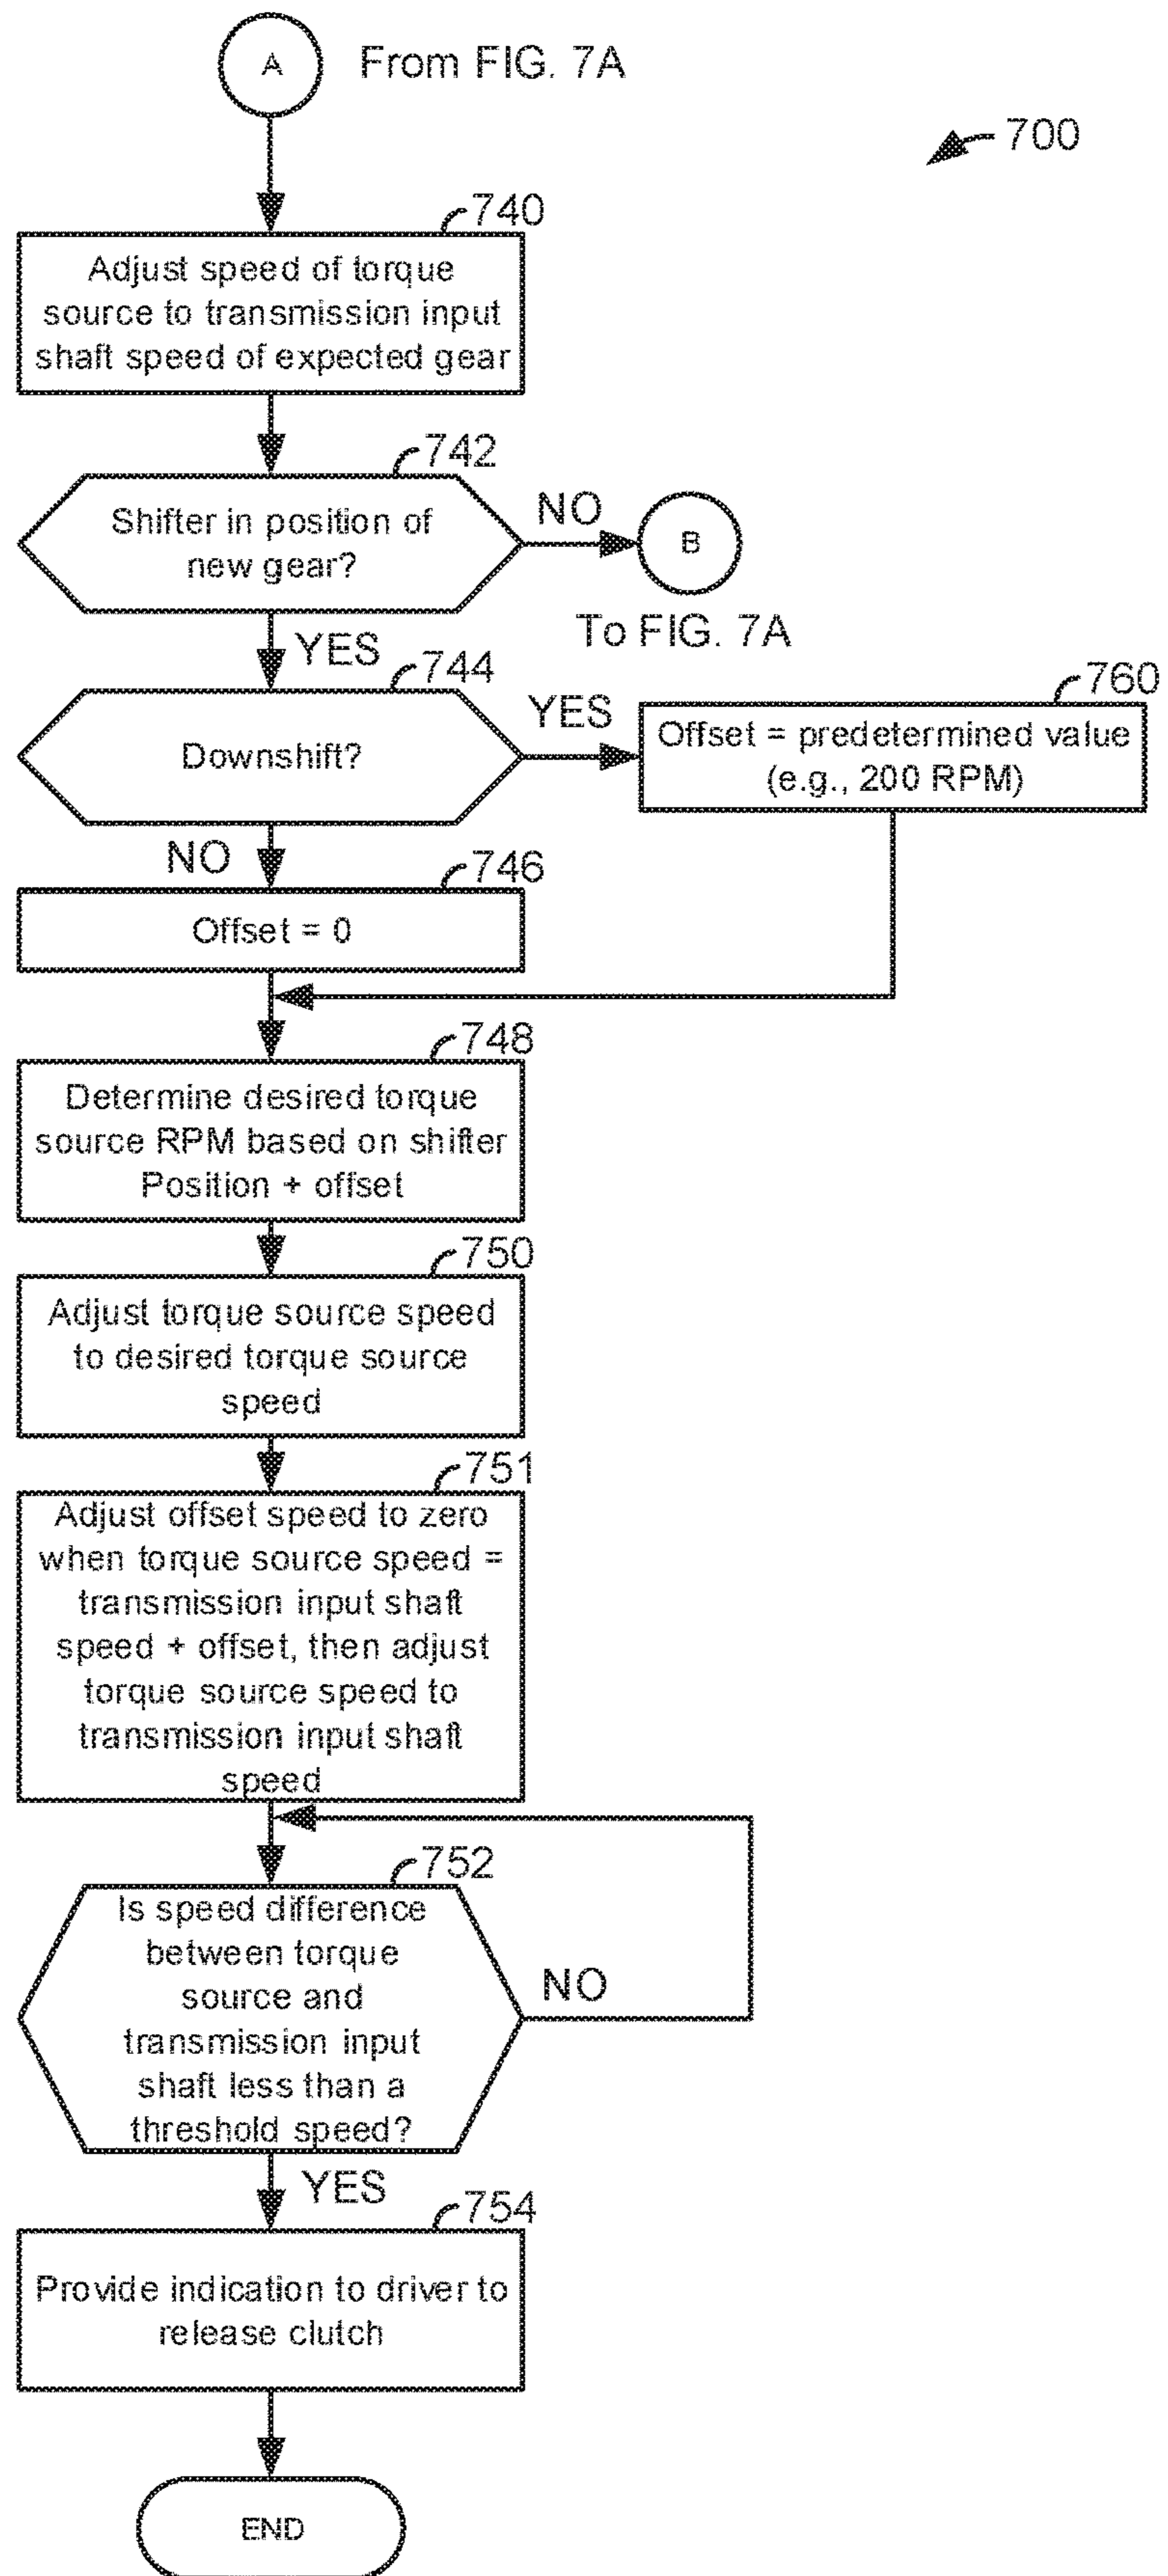 A
From FIG. 7A
700
740
Adjust speed of torque
source to transmission input
shaft speed of expected gear
742
Shifter in position of
new gear?
NO
B
To FIG. 7A
YES
744
Downshift?
YES
760
Offset = predetermined value
(e.g., 200 RPM)
NO
746
Offset = 0
748
Determine desired torque
source RPM based on shifter
Position + offset
750
Adjust torque source speed
to desired torque source
speed
751
Adjust offset speed to zero
when torque source speed =
transmission input shaft
speed + offset, then adjust
torque source speed to
transmission input shaft
speed
752
Is speed difference
between torque
source and
transmission input
shaft less than a
threshold speed?
NO
YES
754
Provide indication to driver to
release clutch
END